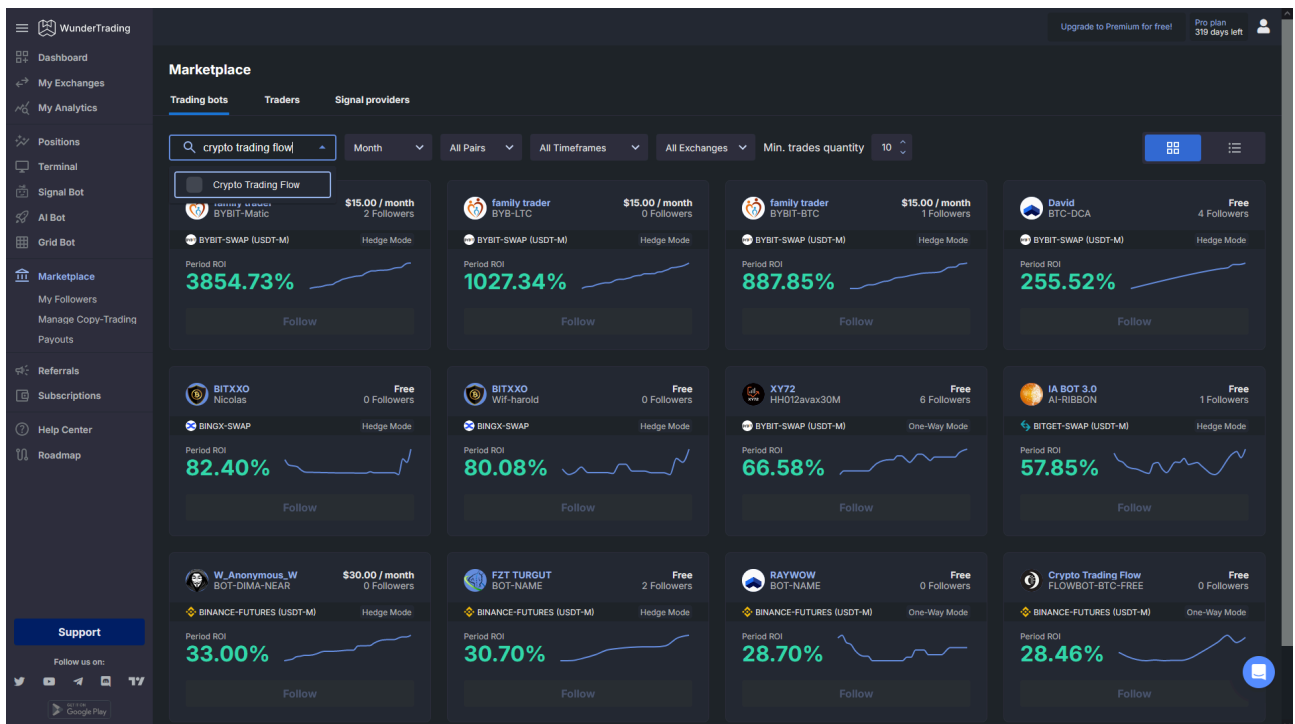 WunderTrading
Upgrade to Premium for free!
Pro plan
319 days left
Dashboard
My Exchanges
My Analytics
Positions
Terminal
Signal Bot
AI Bot
Grid Bot
Marketplace
My Followers
Manage Copy-Trading
Payouts
Referrals
Subscriptions
Help Center
Roadmap
Support
Follow us on:
GET IT ON
Google Play
Marketplace
Trading bots Traders Signal providers
crypto trading flow Month All Pairs All Timeframes All Exchanges Min. trades quantity 10
Crypto Trading Flow
family trader $15.00 / month
BYBIT-Matic 2 Followers
BYBIT-SWAP (USDT-M) Hedge Mode
Period ROI
3854.73%
Follow
family trader $15.00 / month
BYB-LTC 0 Followers
BYBIT-SWAP (USDT-M) Hedge Mode
Period ROI
1027.34%
Follow
family trader $15.00 / month
BYBIT-BTC 1 Followers
BYBIT-SWAP (USDT-M) Hedge Mode
Period ROI
887.85%
Follow
David Free
BTC-DCA 4 Followers
BYBIT-SWAP (USDT-M) Hedge Mode
Period ROI
255.52%
Follow
BITXXO Free
Nicolas 0 Followers
BINGX-SWAP Hedge Mode
Period ROI
82.40%
Follow
BITXXO Free
Wif-harold 0 Followers
BINGX-SWAP Hedge Mode
Period ROI
80.08%
Follow
XY72 Free
HH012avax30M 6 Followers
BYBIT-SWAP (USDT-M) One-Way Mode
Period ROI
66.58%
Follow
IA BOT 3.0 Free
AI-RIBBON 1 Followers
BITGET-SWAP (USDT-M) Hedge Mode
Period ROI
57.85%
Follow
W_Anonymous_W $30.00 / month
BOT-DIMA-NEAR 0 Followers
BINANCE-FUTURES (USDT-M) Hedge Mode
Period ROI
33.00%
Follow
FZT TURGUT Free
BOT-NAME 2 Followers
BINANCE-FUTURES (USDT-M) Hedge Mode
Period ROI
30.70%
Follow
RAYWOW Free
BOT-NAME 0 Followers
BINANCE-FUTURES (USDT-M) One-Way Mode
Period ROI
28.70%
Follow
Crypto Trading Flow Free
FLOWBOT-BTC-FREE 0 Followers
BINANCE-FUTURES (USDT-M) One-Way Mode
Period ROI
28.46%
Follow